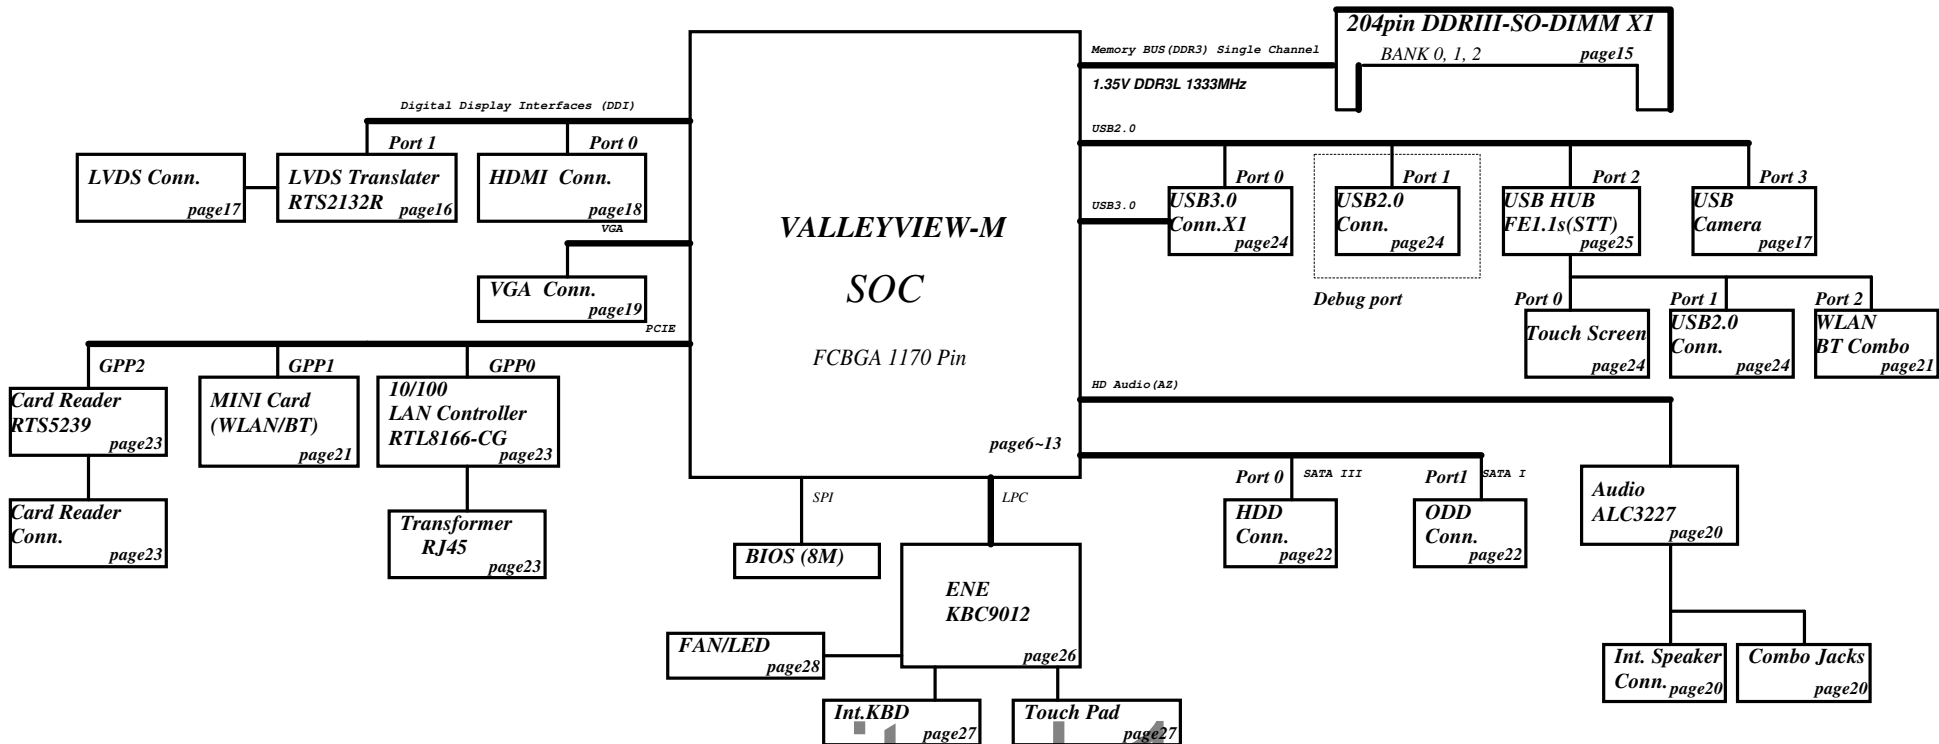 204pin DDRIII-SO-DIMM X1
BANK 0, 1, 2
page15
Memory BUS(DDR3) Single Channel
1.35V DDR3L 1333MHz
Digital Display Interfaces (DDI)
Port 1
Port 0
LVDS Conn.
page17
LVDS Translater
RTS2132R
page16
HDMI Conn.
page18
VGA
VGA Conn.
page19
PCIE
VALLEYVIEW-M
SOC
FCBGA 1170 Pin
page6~13
USB2.0
Port 0
Port 1
Port 2
Port 3
USB3.0
USB3.0
Conn.X1
page24
USB2.0
Conn.
page24
USB HUB
FE1.1s(STT)
page25
USB
Camera
page17
Debug port
Port 0
Port 1
Port 2
Touch Screen
page24
USB2.0
Conn.
page24
WLAN
BT Combo
page21
GPP2
GPP1
GPP0
Card Reader
RTS5239
page23
MINI Card
(WLAN/BT)
page21
10/100
LAN Controller
RTL8166-CG
page23
Card Reader
Conn.
page23
Transformer
RJ45
page23
HD Audio(AZ)
Port 0
SATA III
Port1
SATA I
HDD
Conn.
page22
ODD
Conn.
page22
Audio
ALC3227
page20
SPI
LPC
BIOS (8M)
ENE
KBC9012
page26
FAN/LED
page28
Int.KBD
page27
Touch Pad
page27
Int. Speaker
Conn.
page20
Combo Jacks
page20